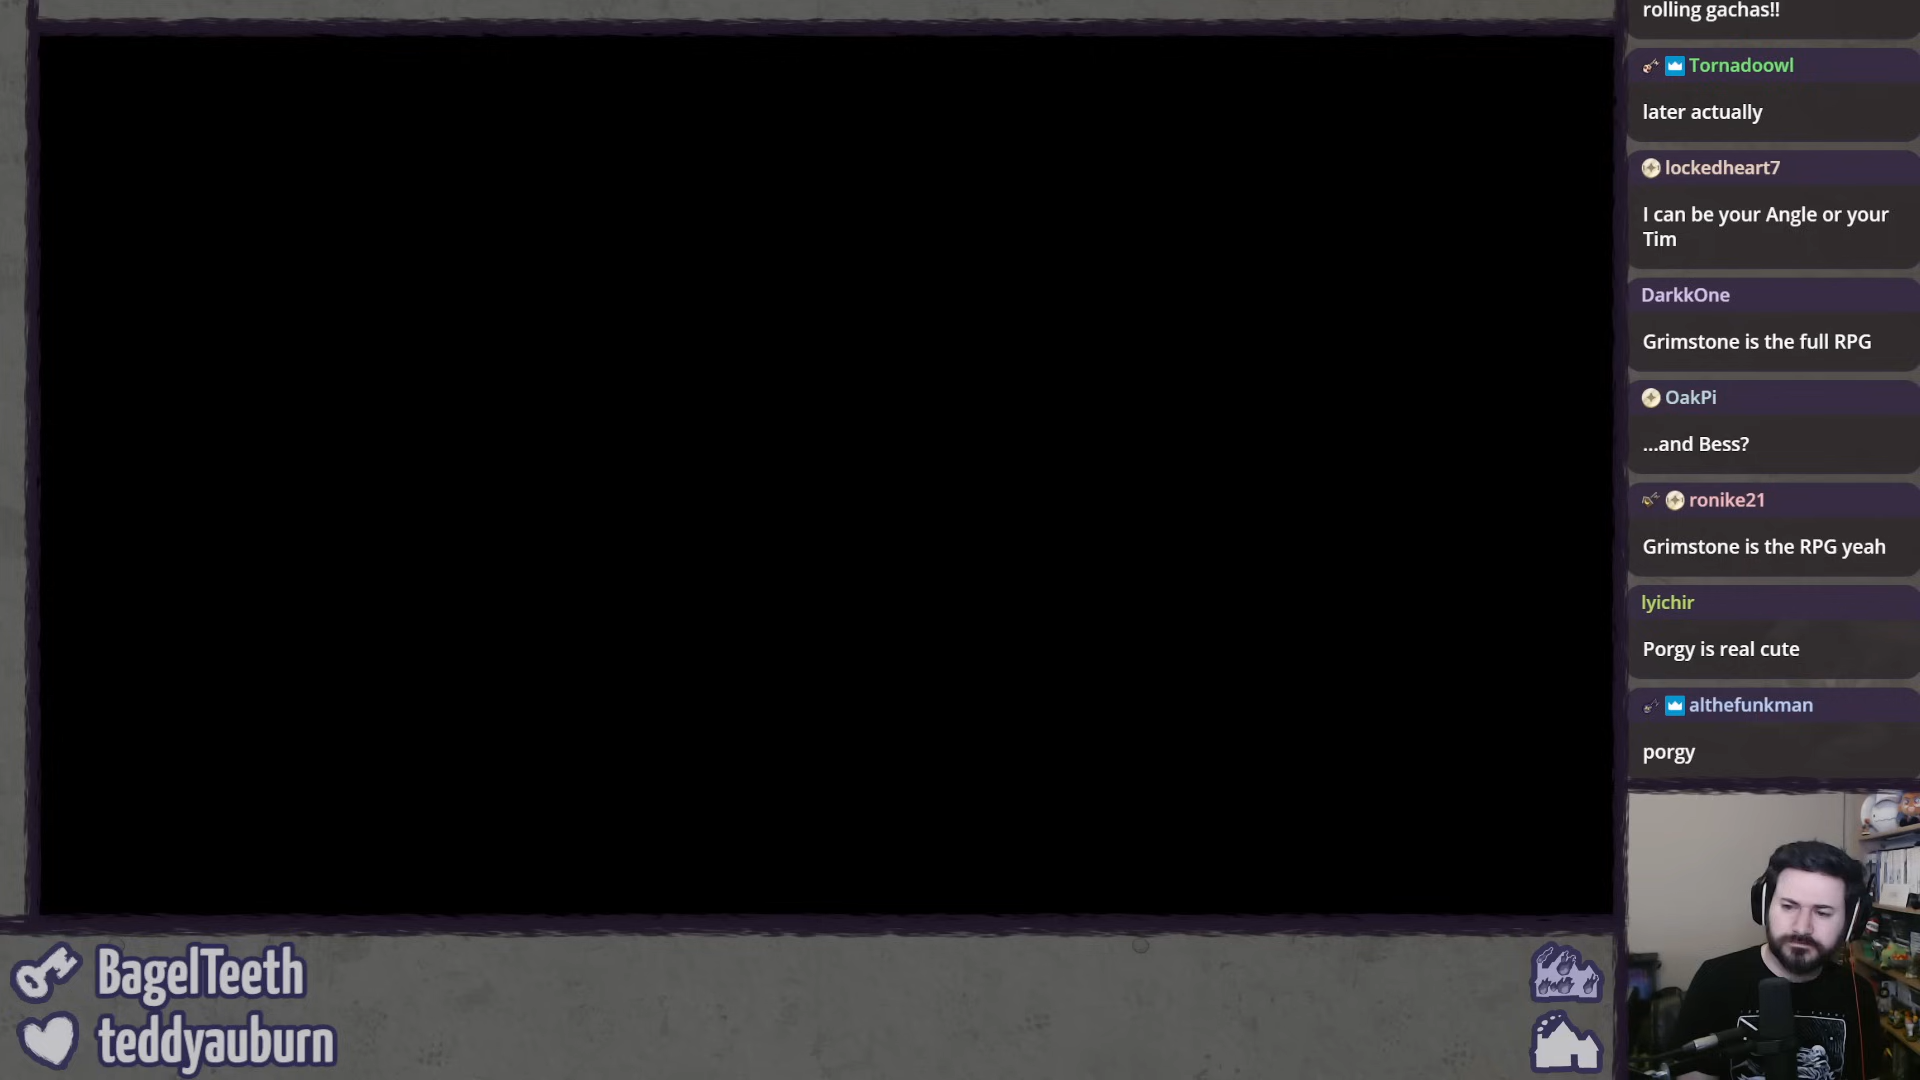 rolling gachas!!
Tornadoowl
later actually
lockedheart7
I can be your Angle or your
Tim
DarkkOne
Grimstone is the full RPG
OakPi
...and Bess?
ronike21
Grimstone is the RPG yeah
lyichir
Porgy is real cute
althefunkman
porgy
BagelTeeth
teddyauburn